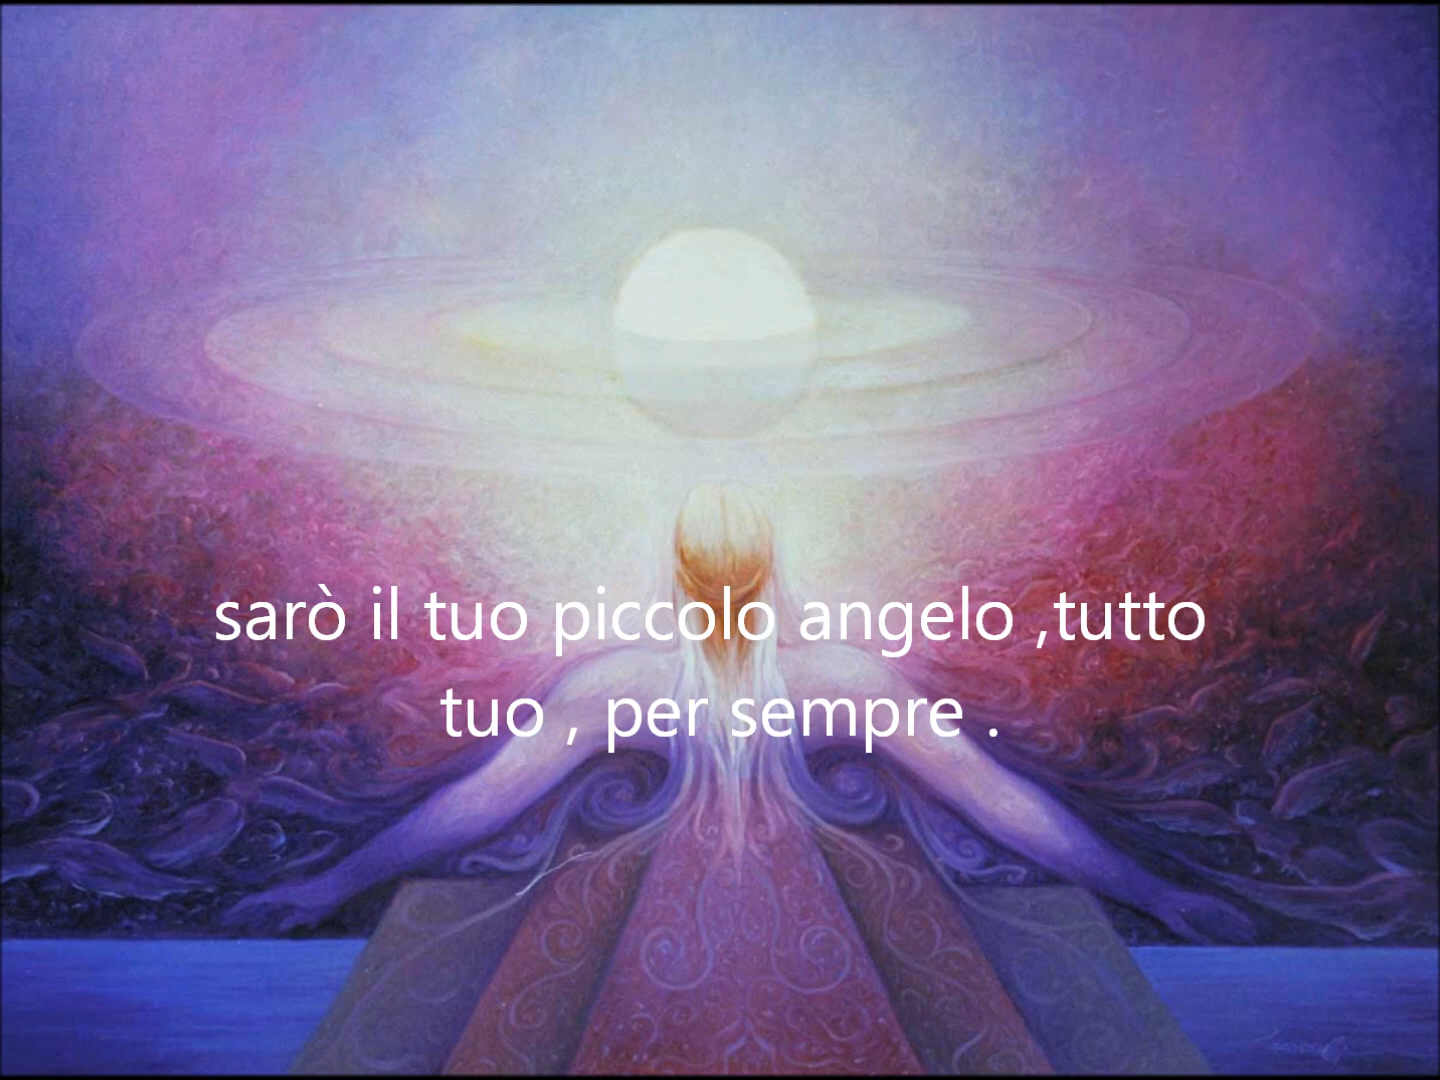 sarò il tuo piccolo angelo ,tutto
tuo , per sempre .